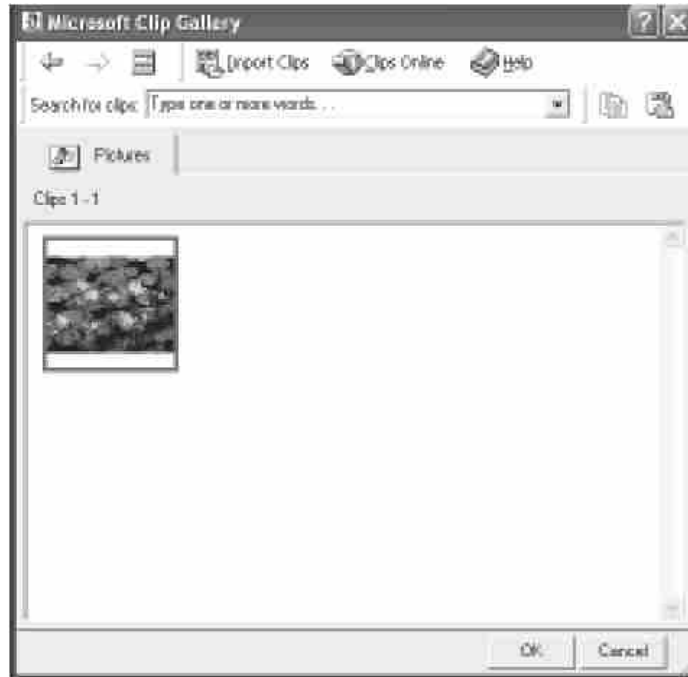 Microsoft Clip Gallery
Import Clips Clips Online Help
Search for clips: Type one or more words. . .
Pictures
Clips 1 - 1
OK Cancel